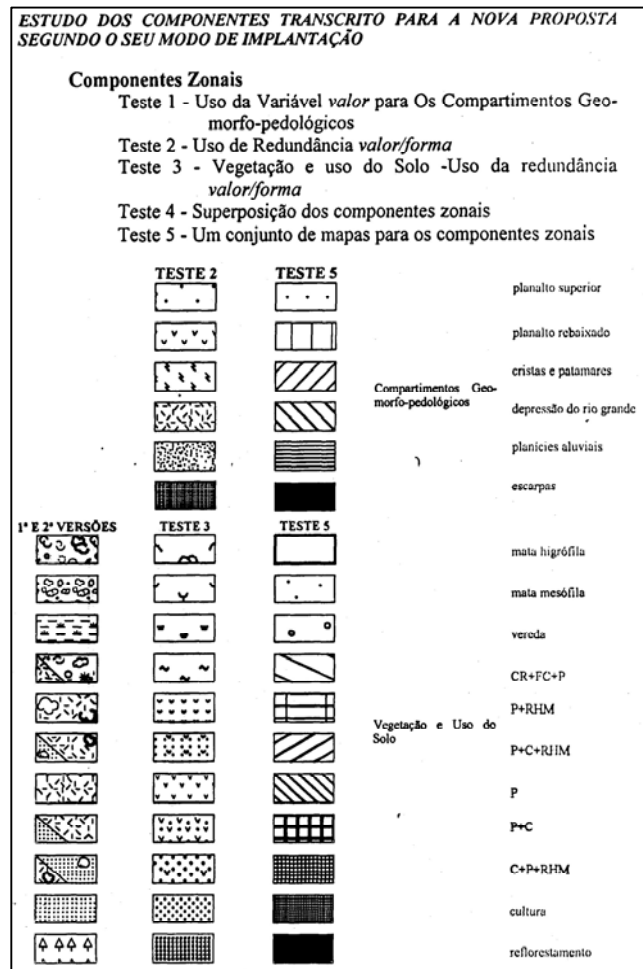 ESTUDO DOS COMPONENTES TRANSCRITO PARA A NOVA PROPOSTA
SEGUNDO O SEU MODO DE IMPLANTAÇÃO
Componentes Zonais
Teste 1 - Uso da Variável valor para Os Compartimentos Geo-
morfo-pedológicos
Teste 2 - Uso de Redundância valor/forma
Teste 3 - Vegetação e uso do Solo -Uso da redundância
valor/forma
Teste 4 - Superposição dos componentes zonais
Teste 5 - Um conjunto de mapas para os componentes zonais
TESTE 2 TESTE 5
planalto superior
planalto rebaixado
cristas e patamares
Compartimentos Geo-
morfo-pedológicos
depressão do rio grande
planícies aluviais
escarpas
1ª E 2ª VERSÕES TESTE 3 TESTE 5
mata higrófila
mata mesófila
vereda
CR+FC+P
P+RHM
Vegetação e Uso do
Solo
P+C+RHM
P
P+C
C+P+RHM
cultura
reflorestamento